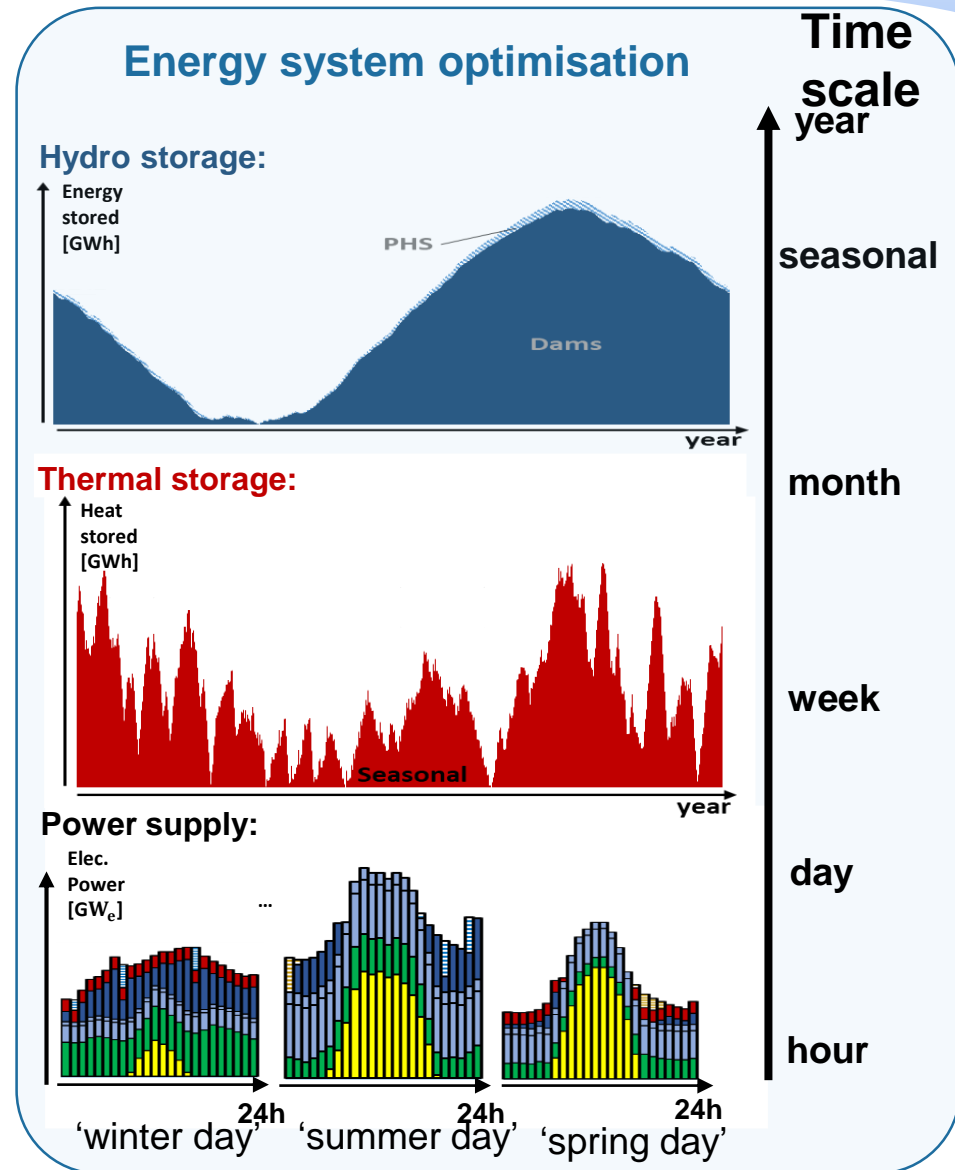 Energy system optimisation
Time
scale
year
Hydro storage:
Energy
stored
[GWh]
PHS
seasonal
Dams
year
Thermal storage:
month
Heat
stored
[GWh]
week
Seasonal
year
Power supply:
Elec.
Power
[GWe]
...
day
hour
24h
24h
24h
‘winter day’
‘summer day’
‘spring day’